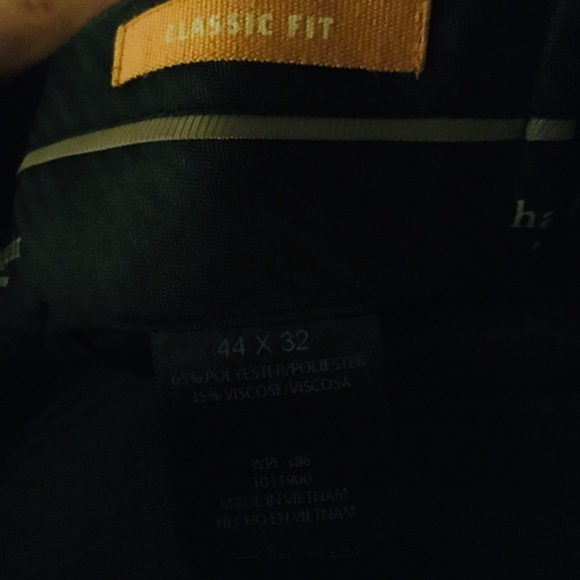 CLASSIC FIT
ha
44 X 32
65% POLYESTER/POLIESTER
35% VISCOSE/VISCOSA
WPL 386
1011900
MADE IN VIETNAM
HECHO EN VIETNAM